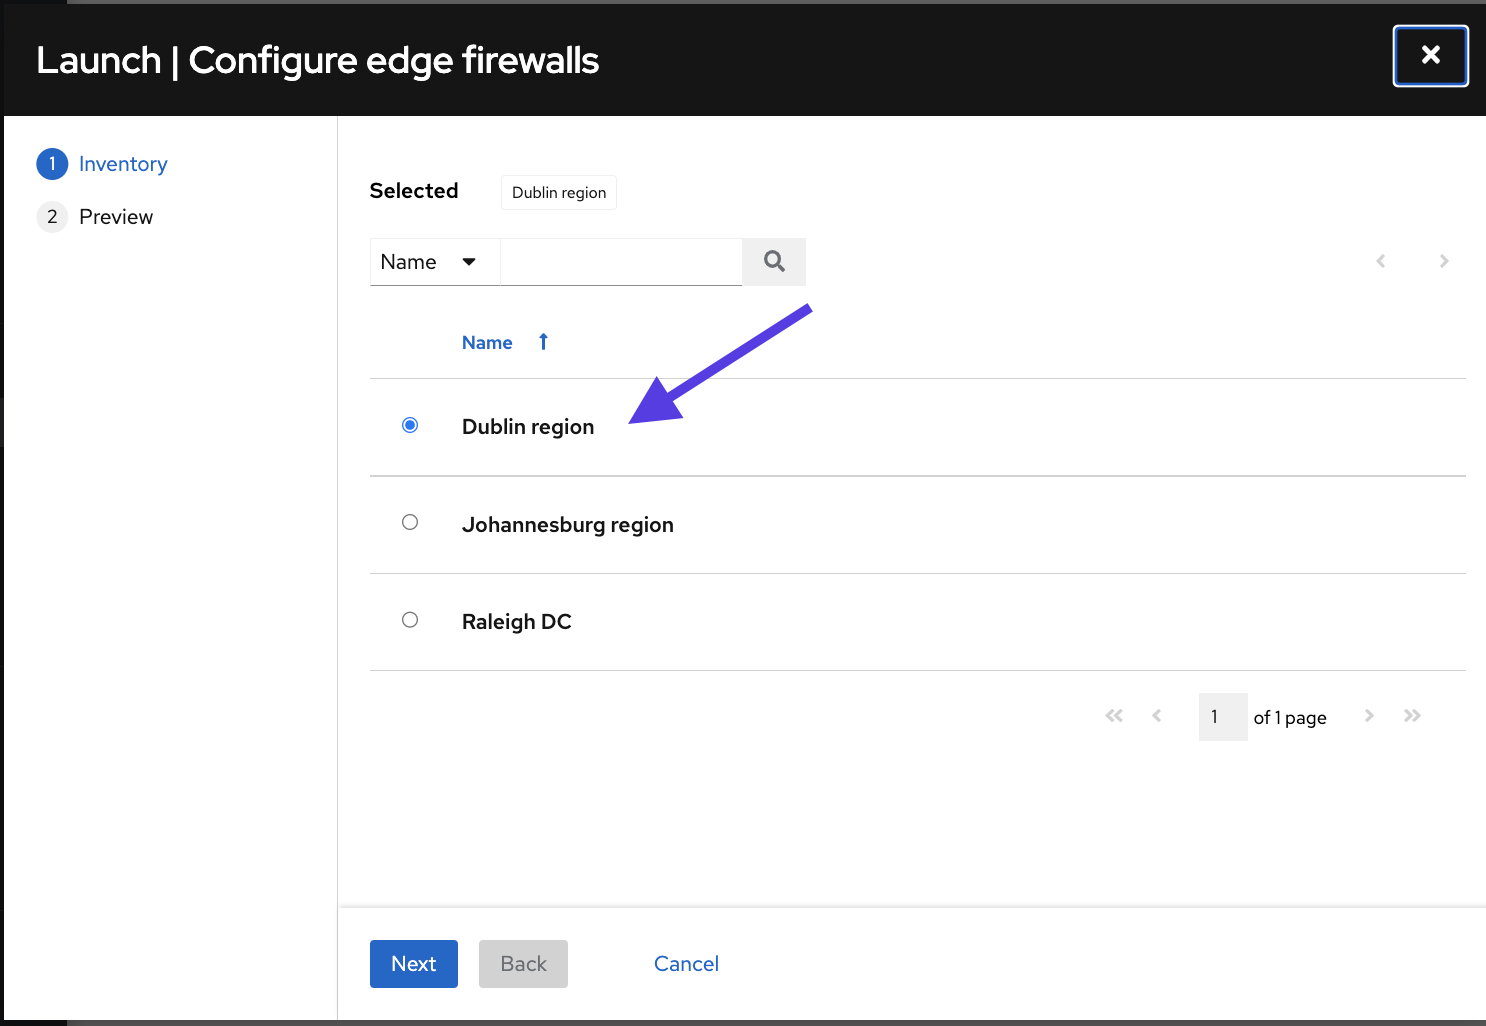 Launch | Configure edge firewalls
1 Inventory
2 Preview
Selected Dublin region
Name
Name
Dublin region
Johannesburg region
Raleigh DC
1 of 1 page
Next Back Cancel